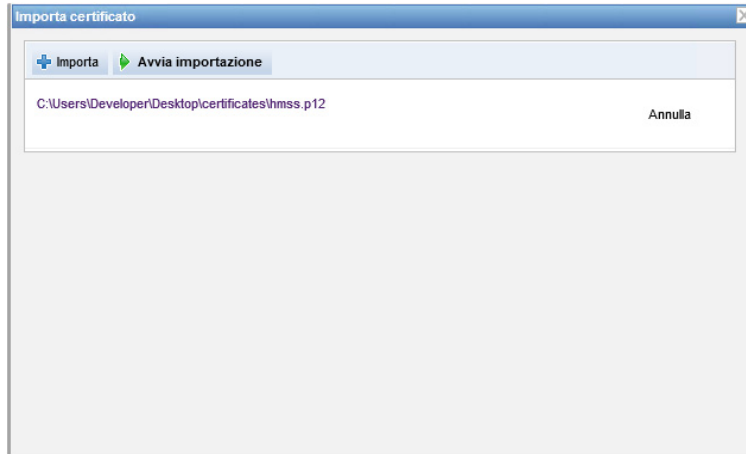 Importa certificato
Importa Avvia importazione
C:\Users\Developer\Desktop\certificates\hmss.p12
Annulla